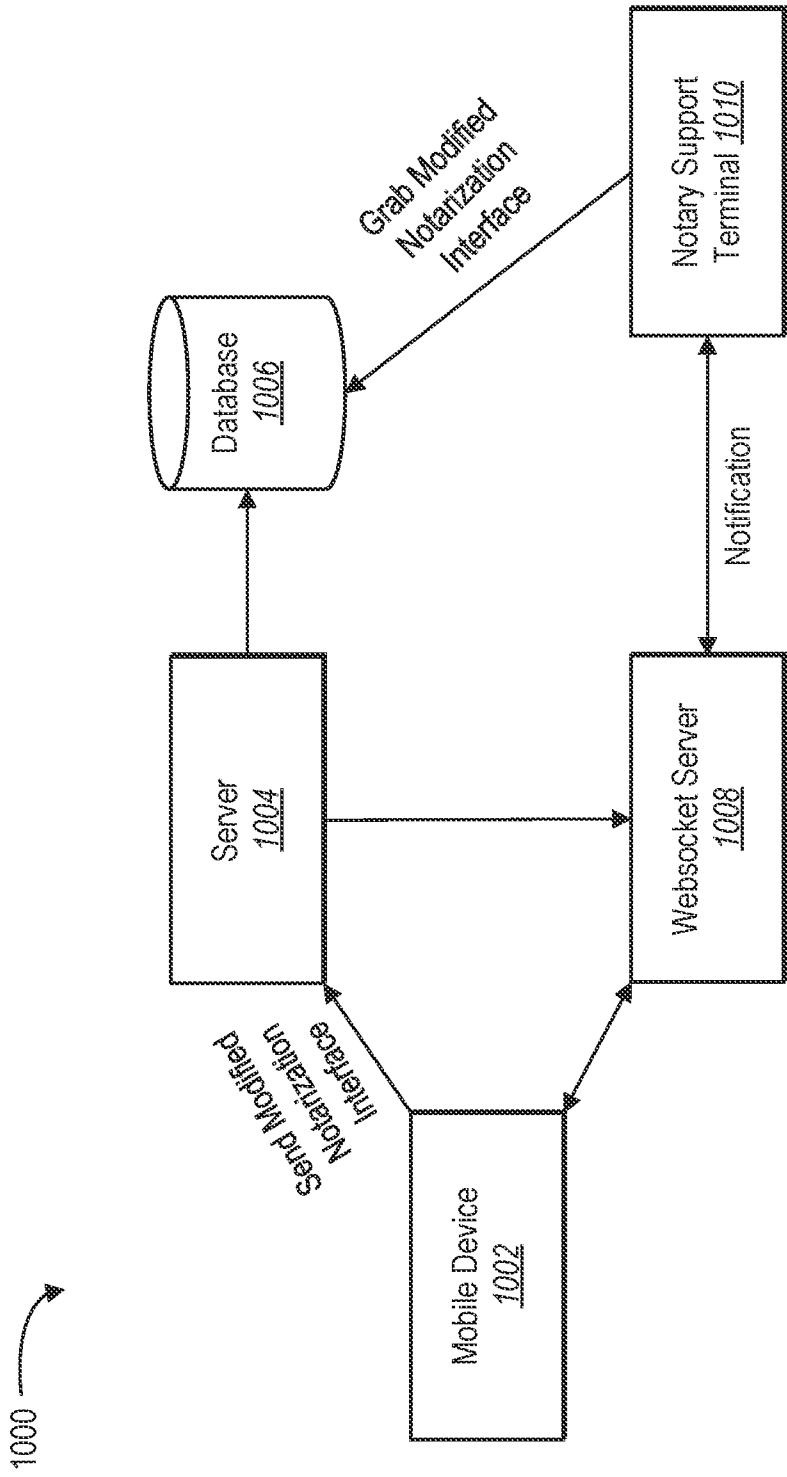 1000
Mobile Device
1002
Send Modified
Notarization
Interface
Server
1004
Websocket Server
1008
Database
1006
Grab Modified
Notarization
Interface
Notification
Notary Support
Terminal 1010